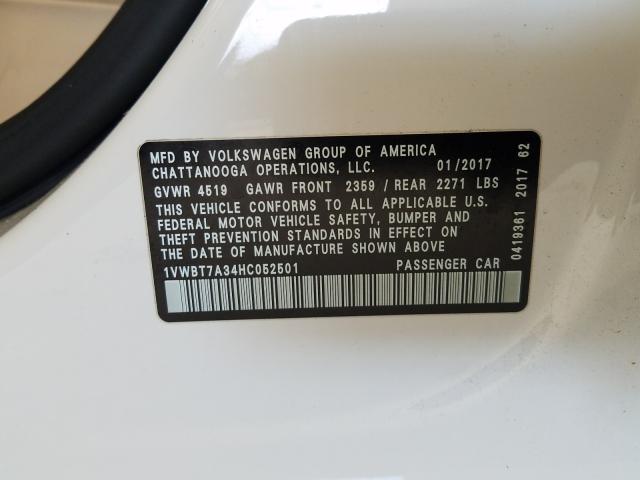 MFD BY VOLKSWAGEN GROUP OF AMERICA
CHATTANOOGA OPERATIONS, LLC. 01/2017
GVWR 4519 GAWR FRONT 2359 / REAR 2271 LBS
THIS VEHICLE CONFORMS TO ALL APPLICABLE U.S.
FEDERAL MOTOR VEHICLE SAFETY, BUMPER AND
THEFT PREVENTION STANDARDS IN EFFECT ON
THE DATE OF MANUFACTURE SHOWN ABOVE
1VWBT7A34HC052501 PASSENGER CAR
0419361 2017 62